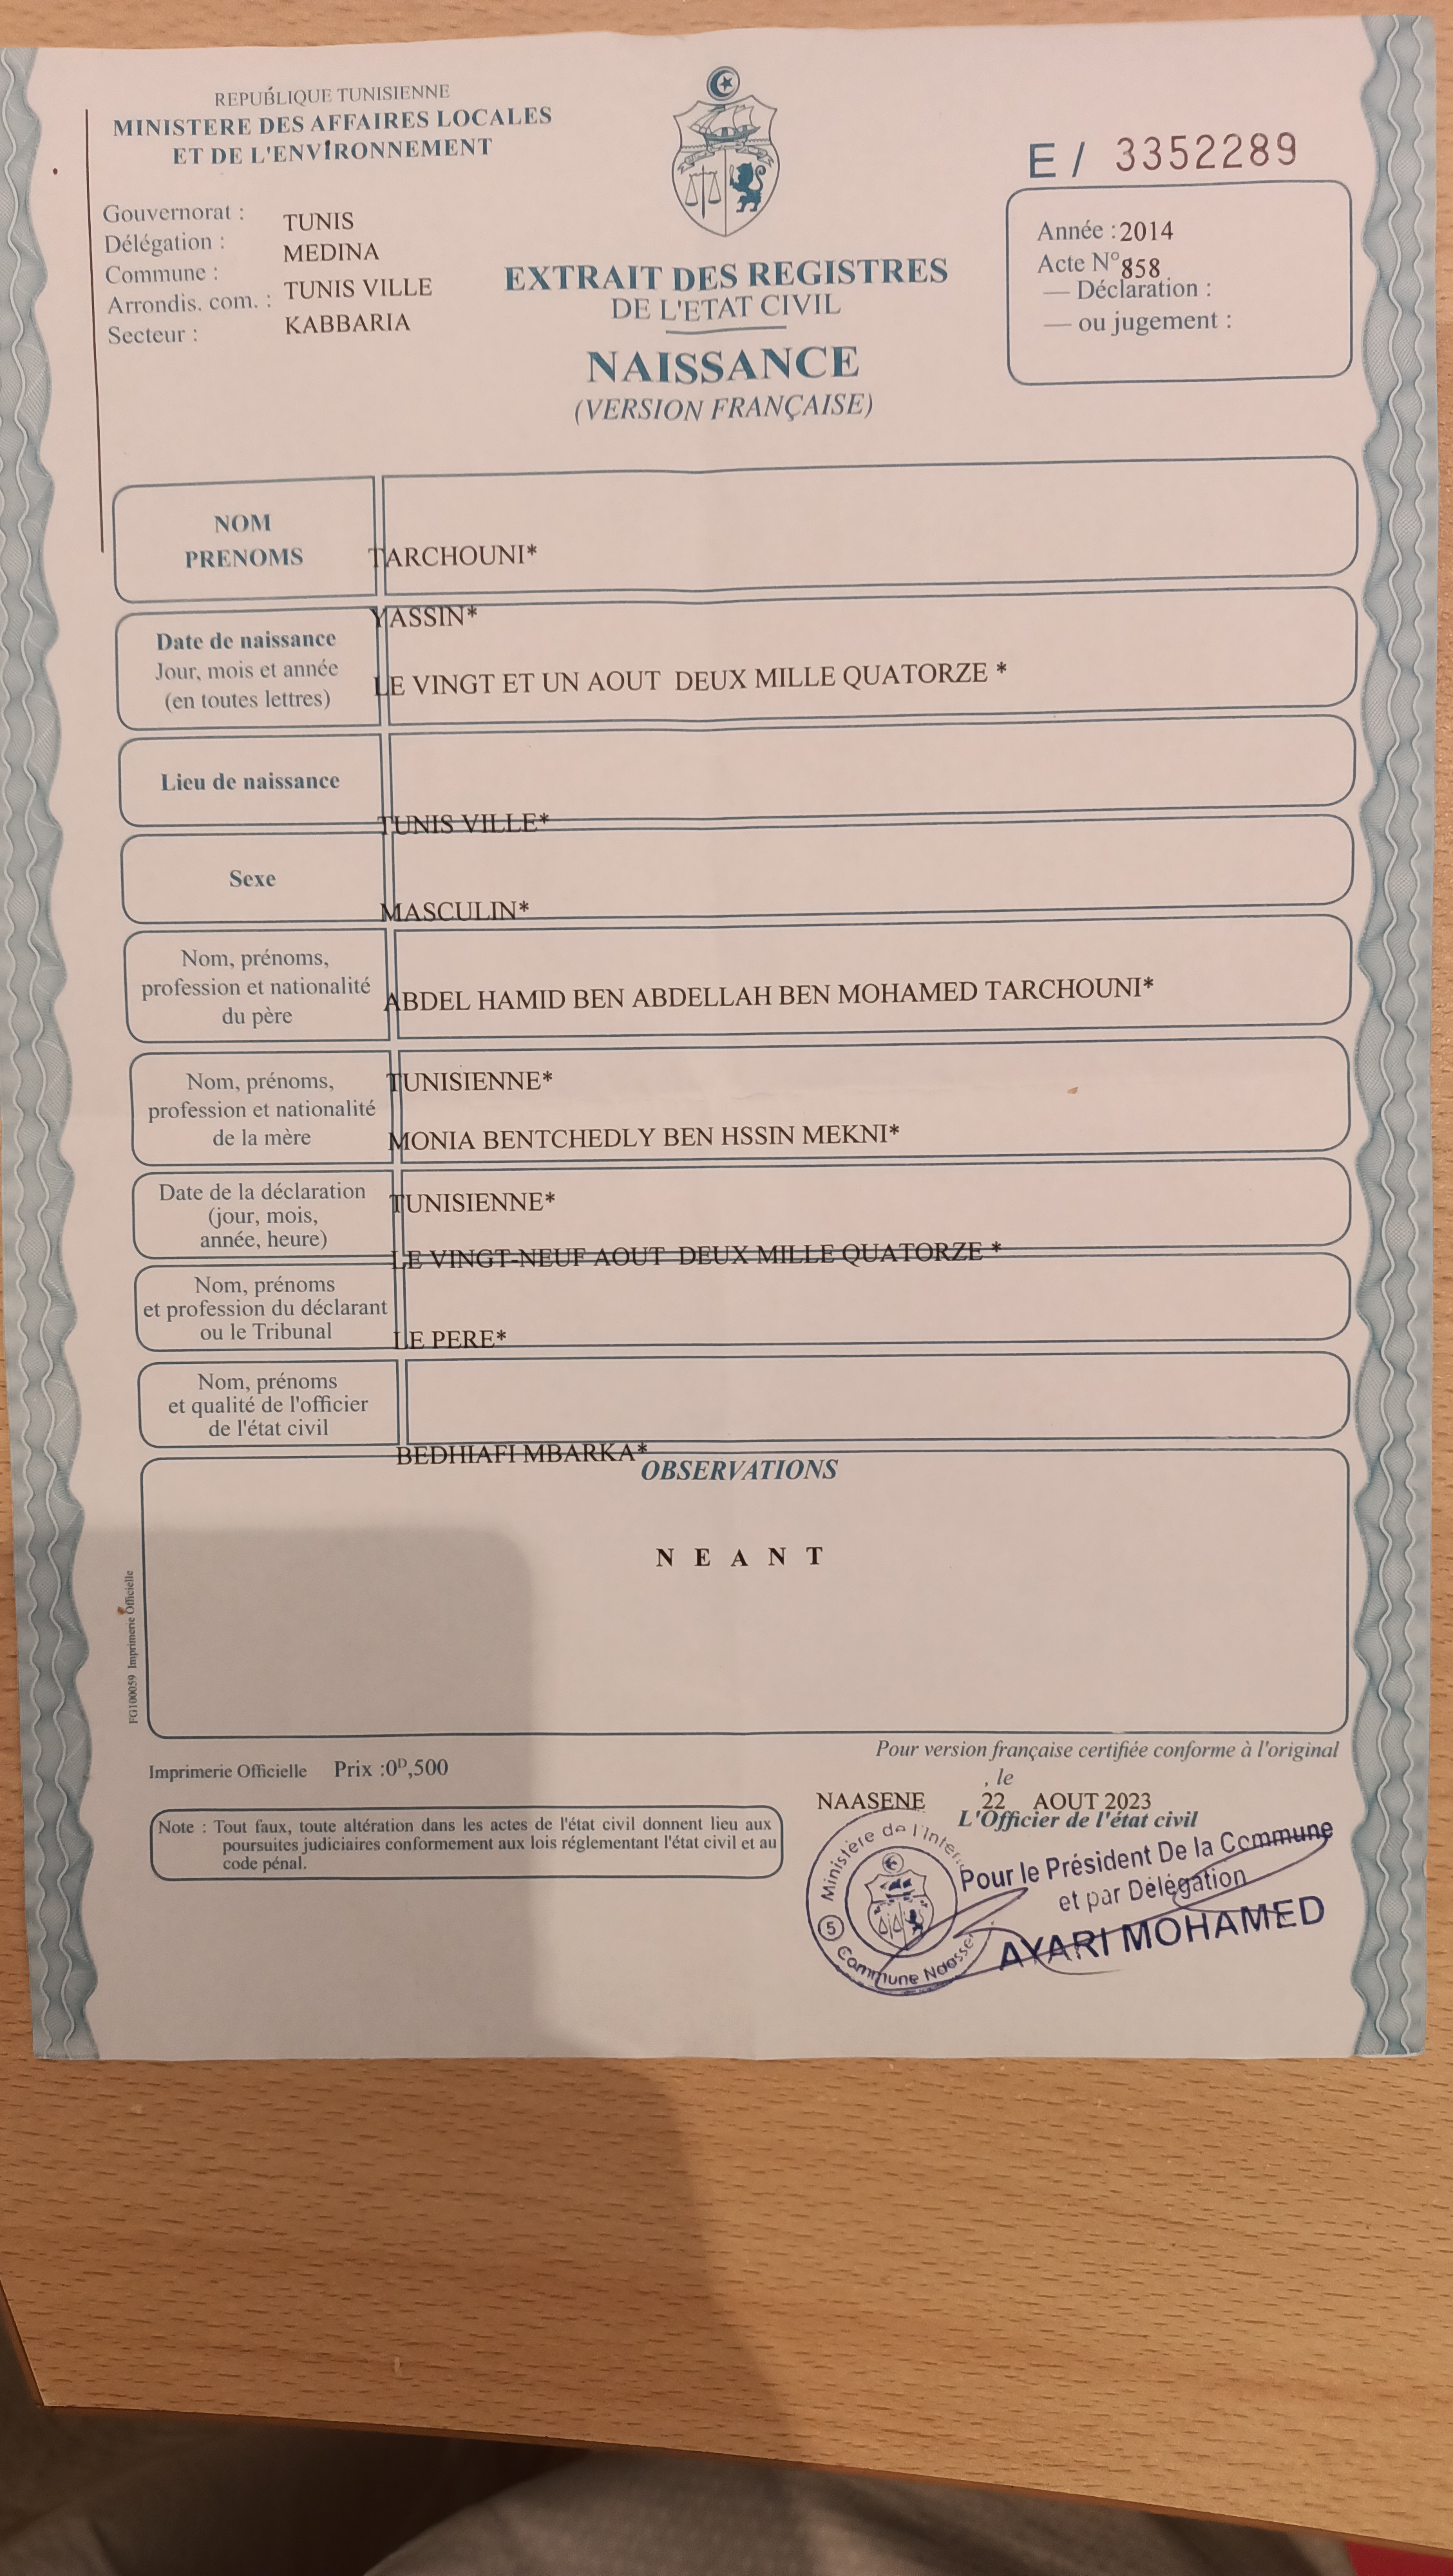 REPUBLIQUE TUNISIENNE
MINISTERE DES AFFAIRES LOCALES
ET DE L'ENVIRONNEMENT
Gouvernorat : TUNIS
Délégation : MEDINA
Commune :
Arrondis. com. : TUNIS VILLE
Secteur : KABBARIA
EXTRAIT DES REGISTRES
DE L'ETAT CIVIL
NAISSANCE
(VERSION FRANÇAISE)
E / 3352289
Année : 2014
Acte N° 858
— Déclaration :
— ou jugement :
NOM
PRENOMS
TARCHOUNI*
YASSIN*
Date de naissance
Jour, mois et année
(en toutes lettres)
LE VINGT ET UN AOUT DEUX MILLE QUATORZE *
Lieu de naissance
TUNIS VILLE*
Sexe
MASCULIN*
Nom, prénoms,
profession et nationalité
du père
ABDEL HAMID BEN ABDELLAH BEN MOHAMED TARCHOUNI*
TUNISIENNE*
Nom, prénoms,
profession et nationalité
de la mère
MONIA BENTCHEDLY BEN HSSIN MEKNI*
TUNISIENNE*
Date de la déclaration
(jour, mois,
année, heure)
LE VINGT-NEUF AOUT DEUX MILLE QUATORZE *
Nom, prénoms
et profession du déclarant
ou le Tribunal
LE PERE*
Nom, prénoms
et qualité de l'officier
de l'état civil
BEDHIAFI MBARKA*
OBSERVATIONS
N E A N T
FG100059 Imprimerie Officielle
Imprimerie Officielle Prix :0ᴰ,500
Note : Tout faux, toute altération dans les actes de l'état civil donnent lieu aux
poursuites judiciaires conformement aux lois réglementant l'état civil et au
code pénal.
Pour version française certifiée conforme à l'original
, le
NAASENE 22 AOUT 2023
L'Officier de l'état civil
Pour le Président De la Commune
et par Délégation
AYARI MOHAMED
Ministère de l'Inter
5 Commune Naasse